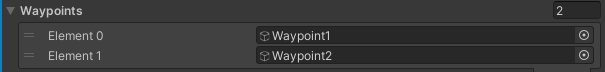 Waypoints 2
Element 0 Waypoint1
Element 1 Waypoint2